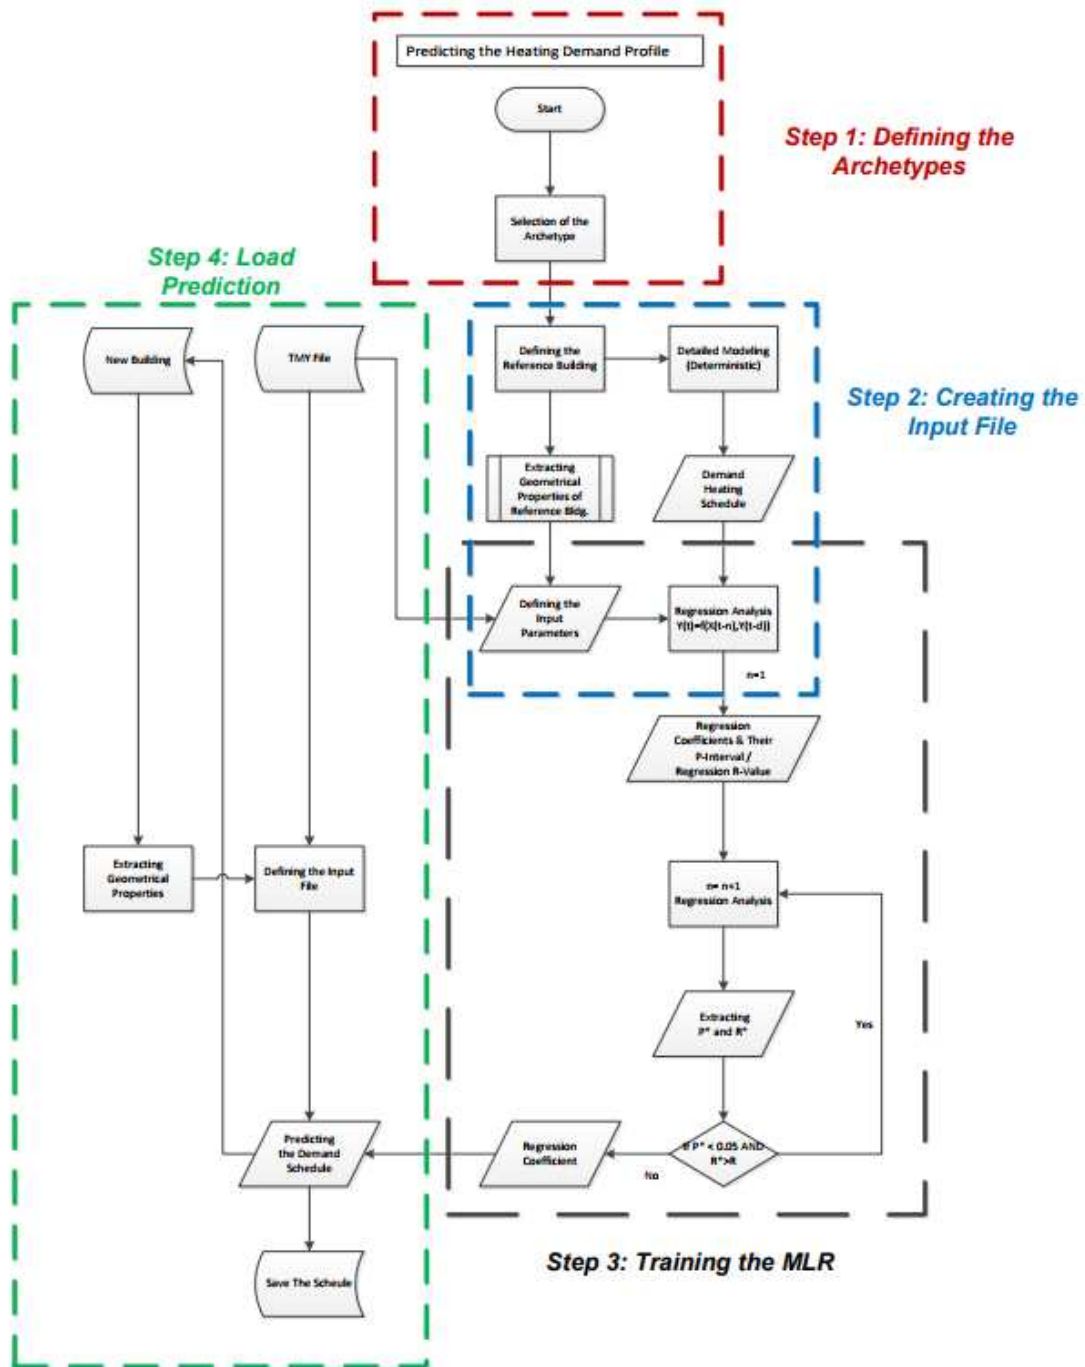 Predicting the Heating Demand Profile
Start
Step 1: Defining the
Archetypes
Selection of the
Archetype
Step 4: Load
Prediction
New Building
TMY File
Defining the
Reference Building
Detailed Modeling
(Deterministic)
Step 2: Creating the
Input File
Extracting
Geometrical
Properties of
Reference Bldg.
Demand
Heating
Schedule
Defining the
Input
Parameters
Regression Analysis
Y(t)=f(X(t-n),Y(t-d))
n=1
Regression
Coefficients & Their
P-Interval /
Regression R-Value
Extracting
Geometrical
Properties
Defining the Input
File
n= n+1
Regression Analysis
Extracting
P* and R*
Yes
Predicting
the Demand
Schedule
Regression
Coefficient
No
If P* < 0.05 AND
R*>R
Step 3: Training the MLR
Save The Scheule